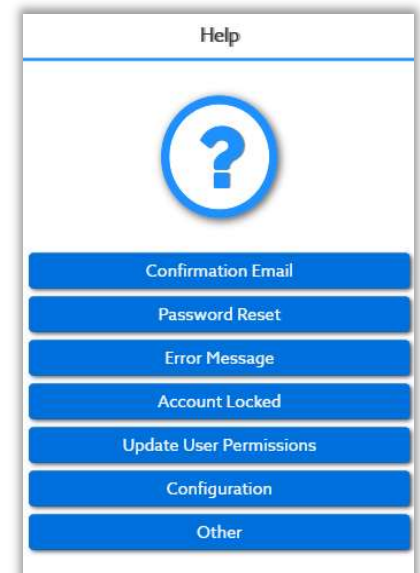 Help
?
Confirmation Email
Password Reset
Error Message
Account Locked
Update User Permissions
Configuration
Other